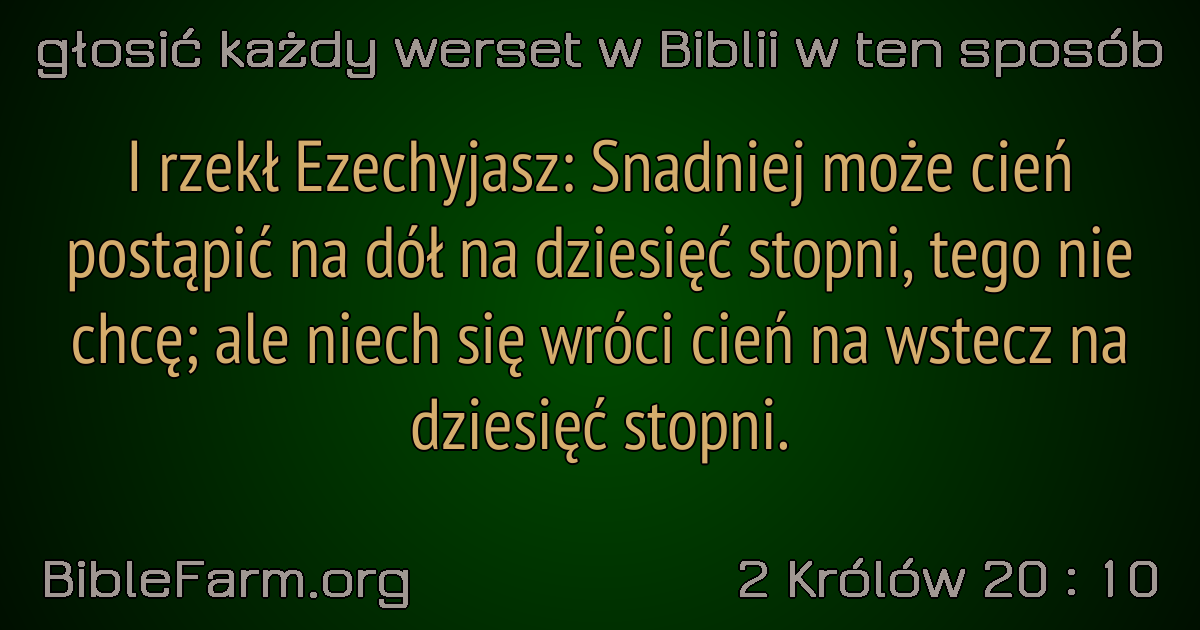 głosić każdy werset w Biblii w ten sposób
I rzekł Ezechyjasz: Snadniej może cień
postąpić na dół na dziesięć stopni, tego nie
chcę; ale niech się wróci cień na wstecz na
dziesięć stopni.
BibleFarm.org
2 Królów 20 : 10